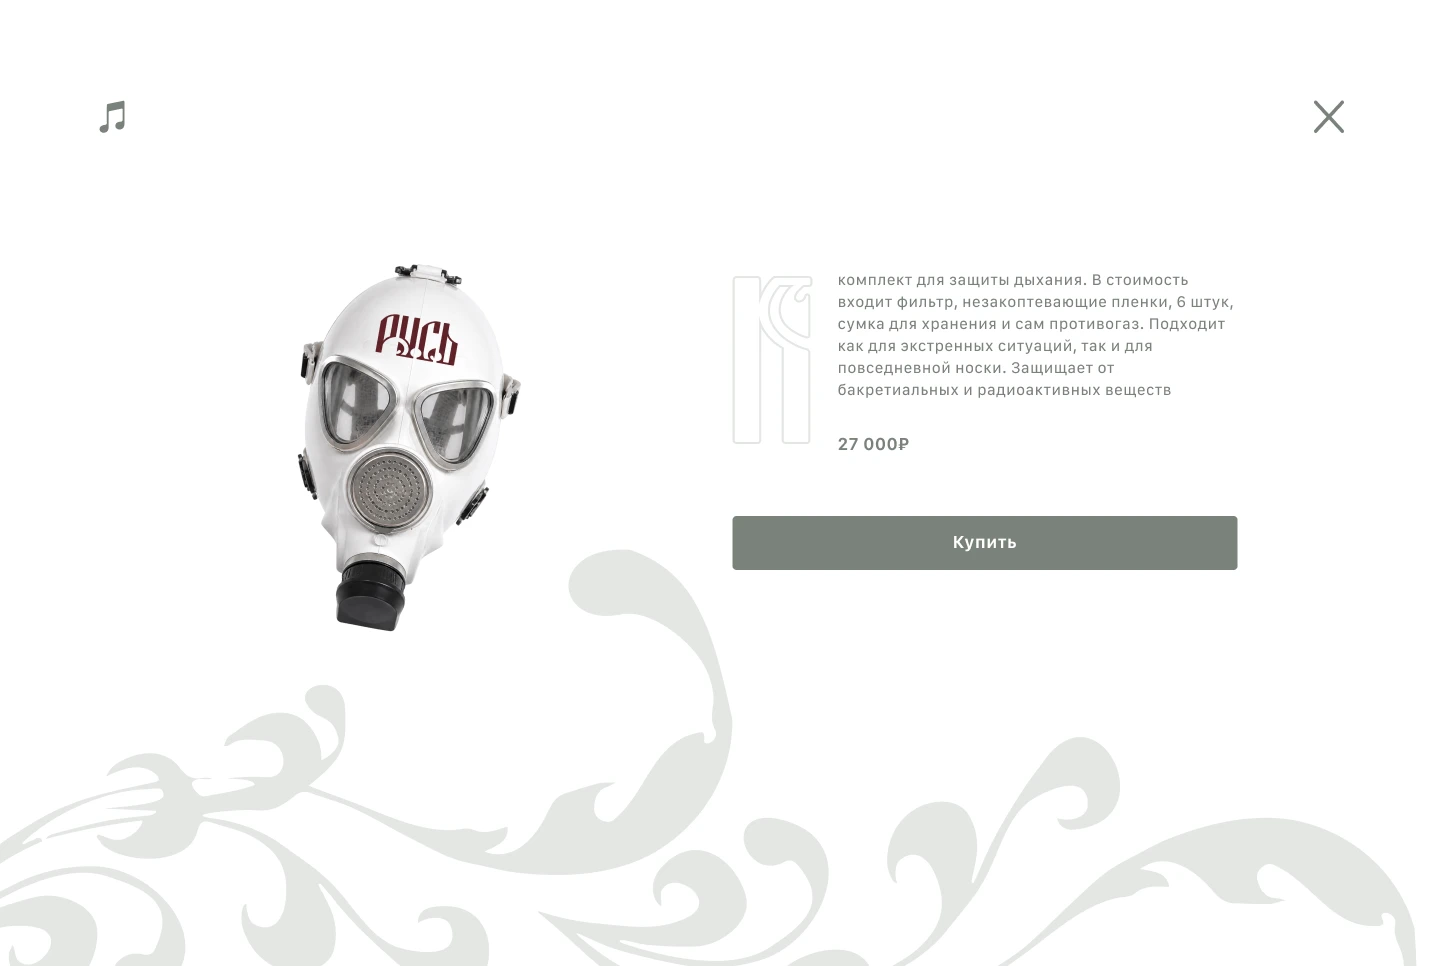 РУСЬ
К
комплект для защиты дыхания. В стоимость
входит фильтр, незакоптевающие пленки, 6 штук,
сумка для хранения и сам противогаз. Подходит
как для экстренных ситуаций, так и для
повседневной носки. Защищает от
бакретиальных и радиоактивных веществ
27 000₽
Купить